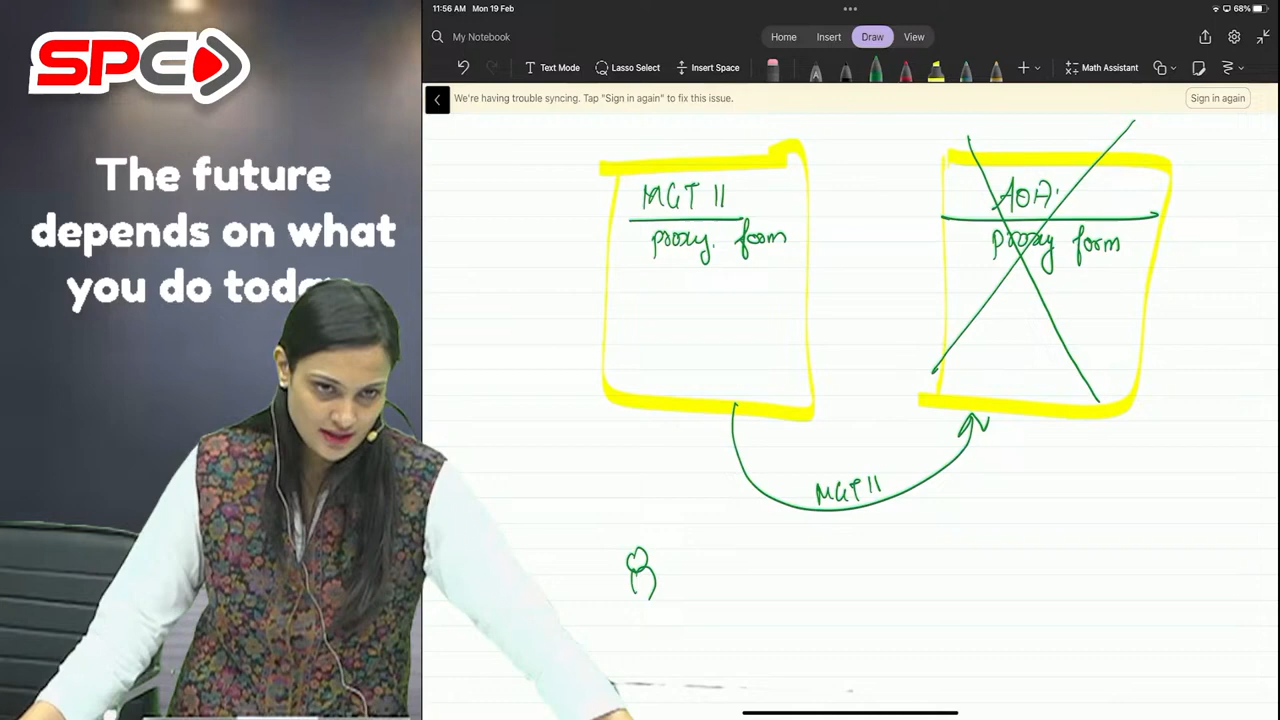 SPED
The future
depends on what
you do today
11:56 AM Mon 19 Feb
68%
My Notebook
Home Insert Draw View
Text Mode Lasso Select Insert Space Math Assistant
We're having trouble syncing. Tap "Sign in again" to fix this issue. Sign in again
MGT 11
proxy. form
AOA.
proxy form
MGT 11